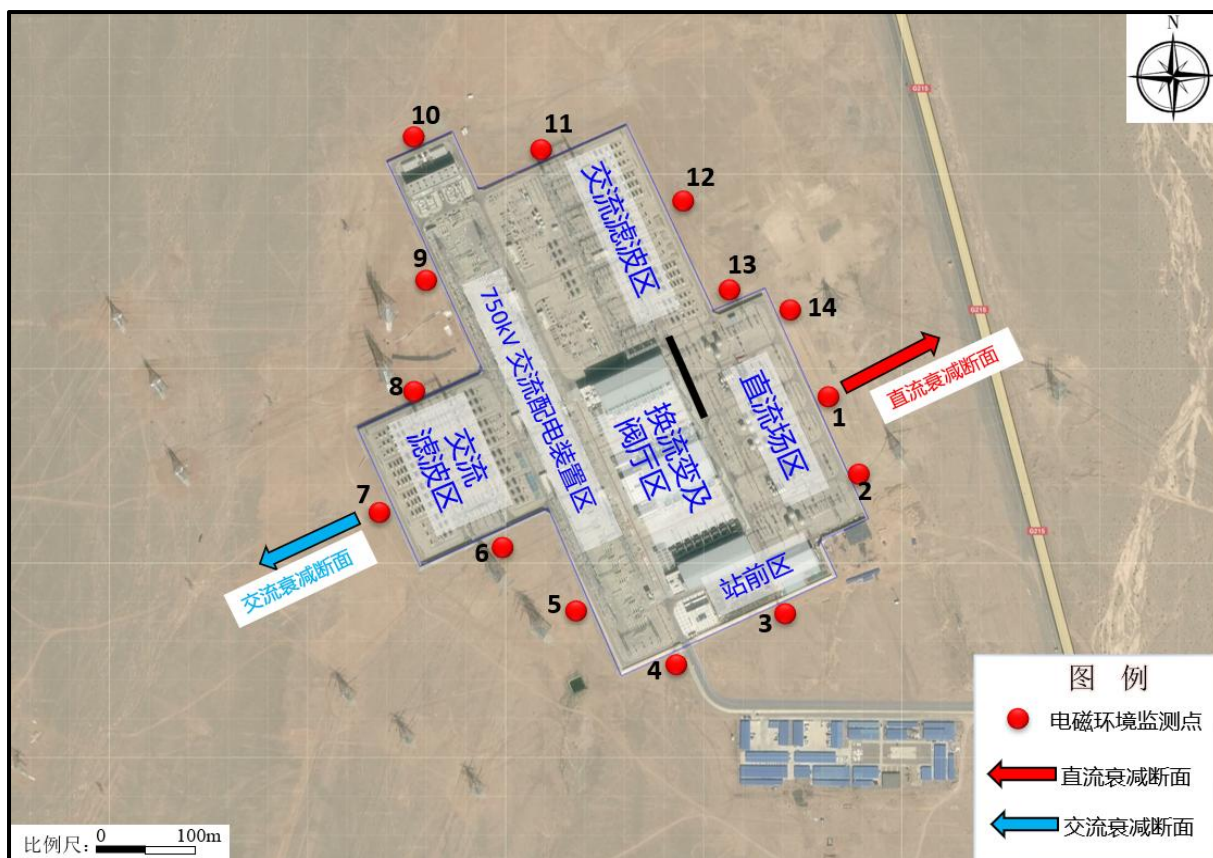 N
10
11
交流滤波区
12
G215
9
13
750kV 交流配电装置区
14
G215
直流衰减断面
8
直流场区
1
换流变及
阀厅区
交流
滤波区
2
7
G215
6
交流衰减断面
站前区
5
3
4
图 例
电磁环境监测点
直流衰减断面
交流衰减断面
比例尺:
0
100m